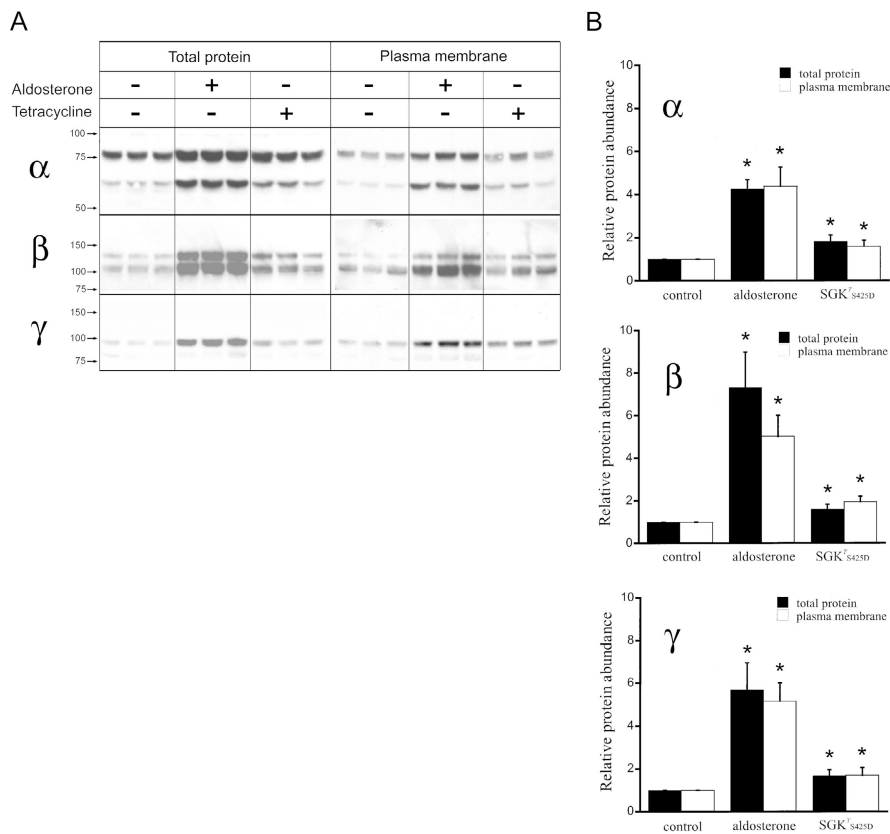 A
Total protein Plasma membrane
Aldosterone - + - - + -
Tetracycline - - + - - +
α
100→
75→
50→
β
150→
100→
75→
γ
150→
100→
75→
B
Relative protein abundance
10
8
6
4
2
0
α
total protein
plasma membrane
* * * *
control aldosterone SGKᵀS425D
Relative protein abundance
10
8
6
4
2
0
β
total protein
plasma membrane
* * * *
control aldosterone SGKᵀS425D
Relative protein abundance
10
8
6
4
2
0
γ
total protein
plasma membrane
* * * *
control aldosterone SGKᵀS425D